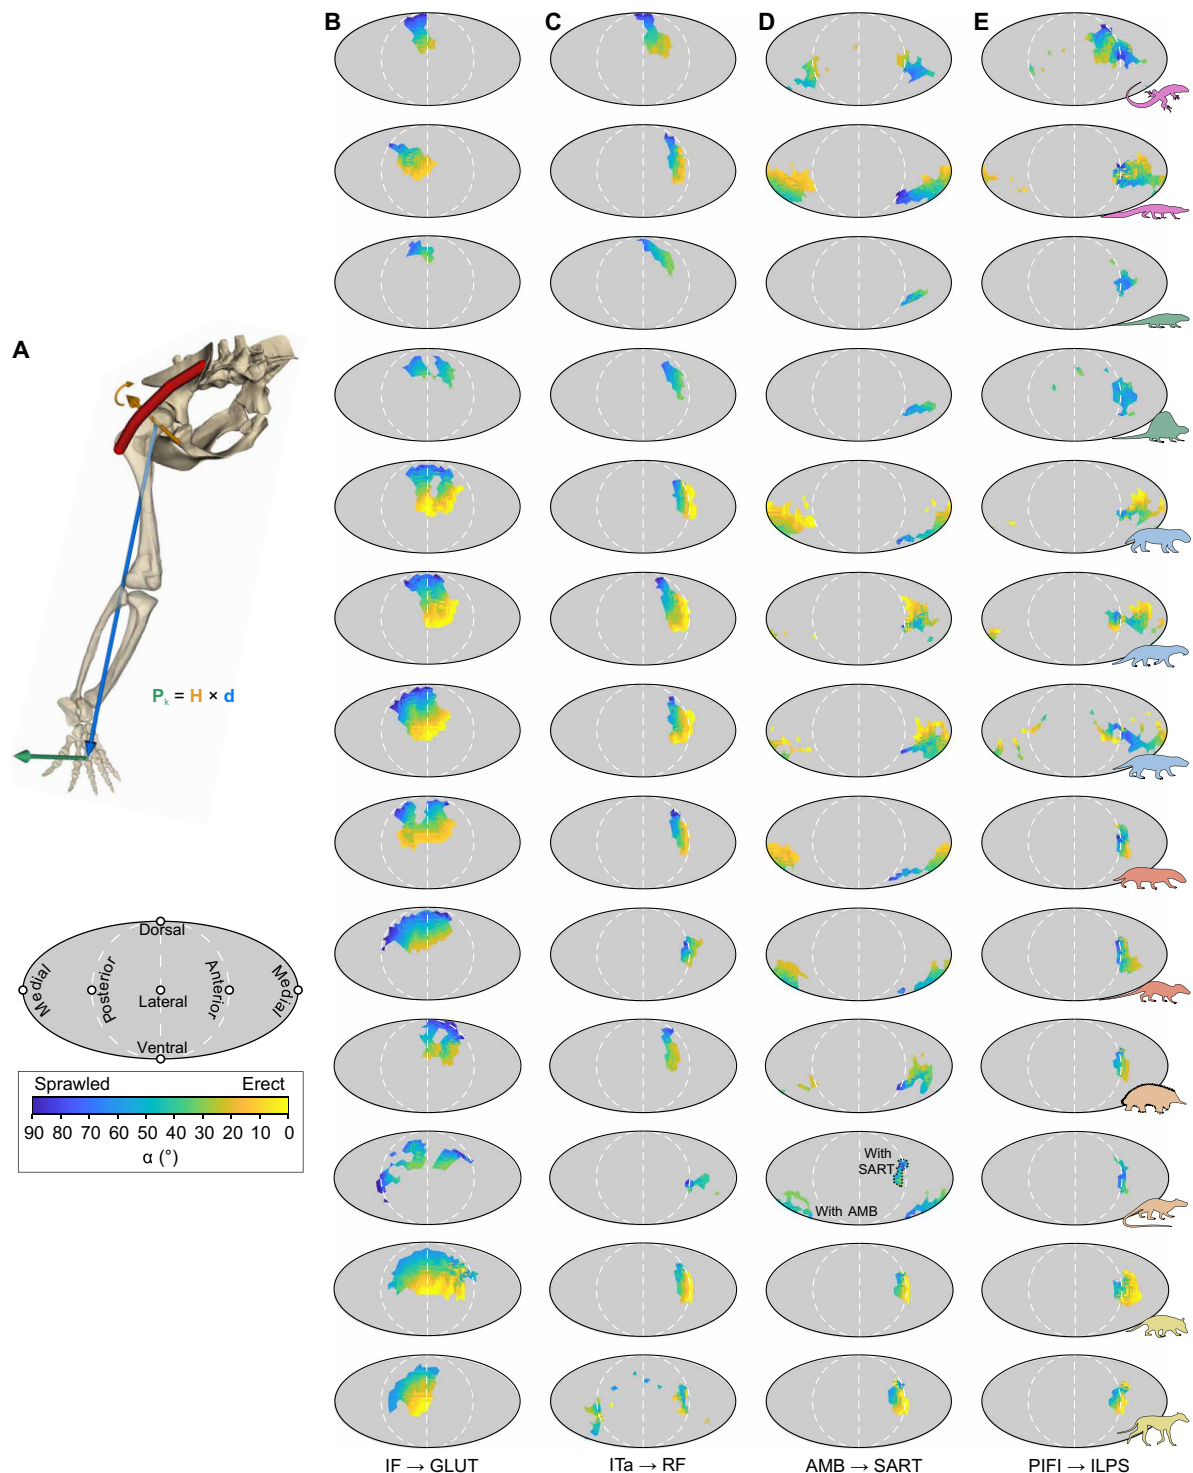 B
C
D
E
A
P_k = H × d
Dorsal
Medial
Posterior
Lateral
Anterior
Medial
Ventral
Sprawled Erect
90 80 70 60 50 40 30 20 10 0
α (°)
With
SART
With AMB
IF → GLUT
ITa → RF
AMB → SART
PIFI → ILPS